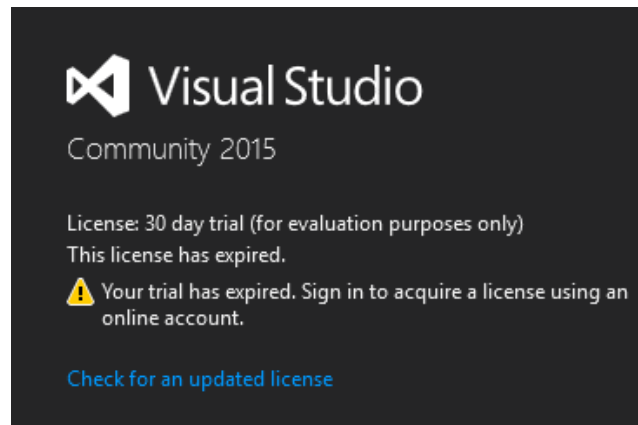 Visual Studio
Community 2015
License: 30 day trial (for evaluation purposes only)
This license has expired.
Your trial has expired. Sign in to acquire a license using an
online account.
Check for an updated license